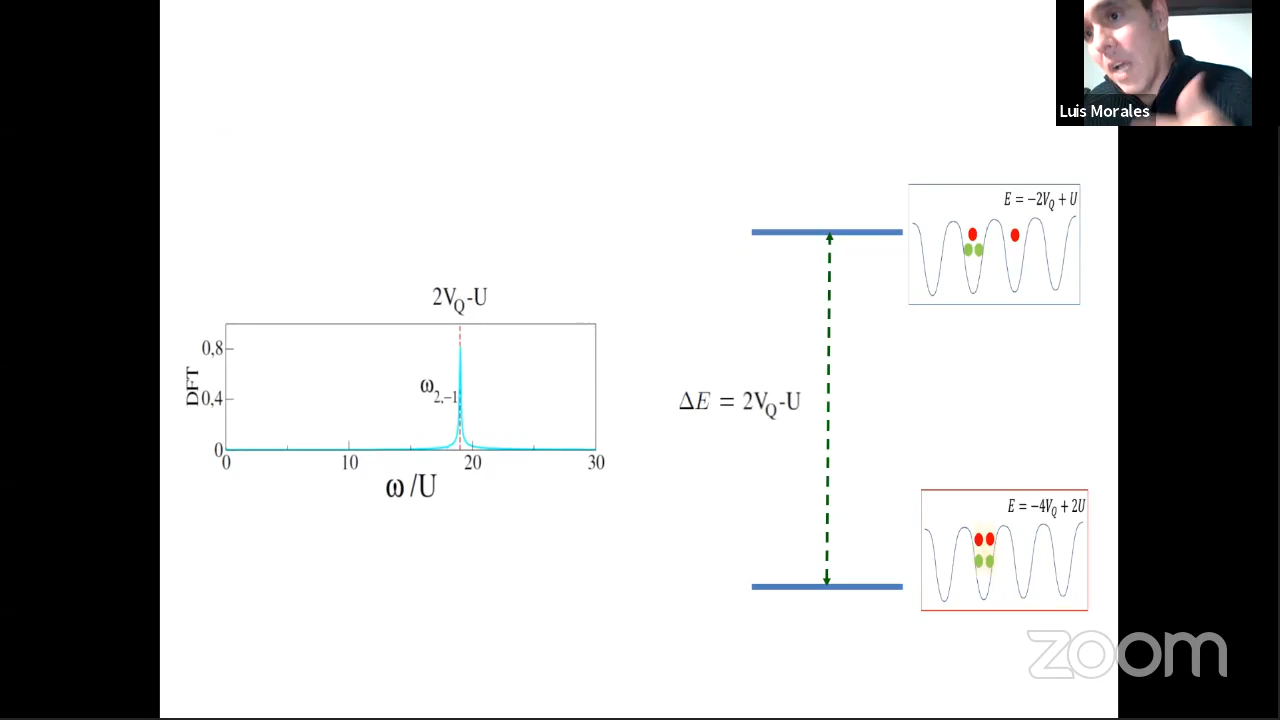 Luis Morales
E = −2V_Q + U
2V_Q-U
0,8
DFT
0,4
0
ω_2,−1
0
10
20
30
ω/U
ΔE = 2V_Q-U
E = −4V_Q + 2U
zoom